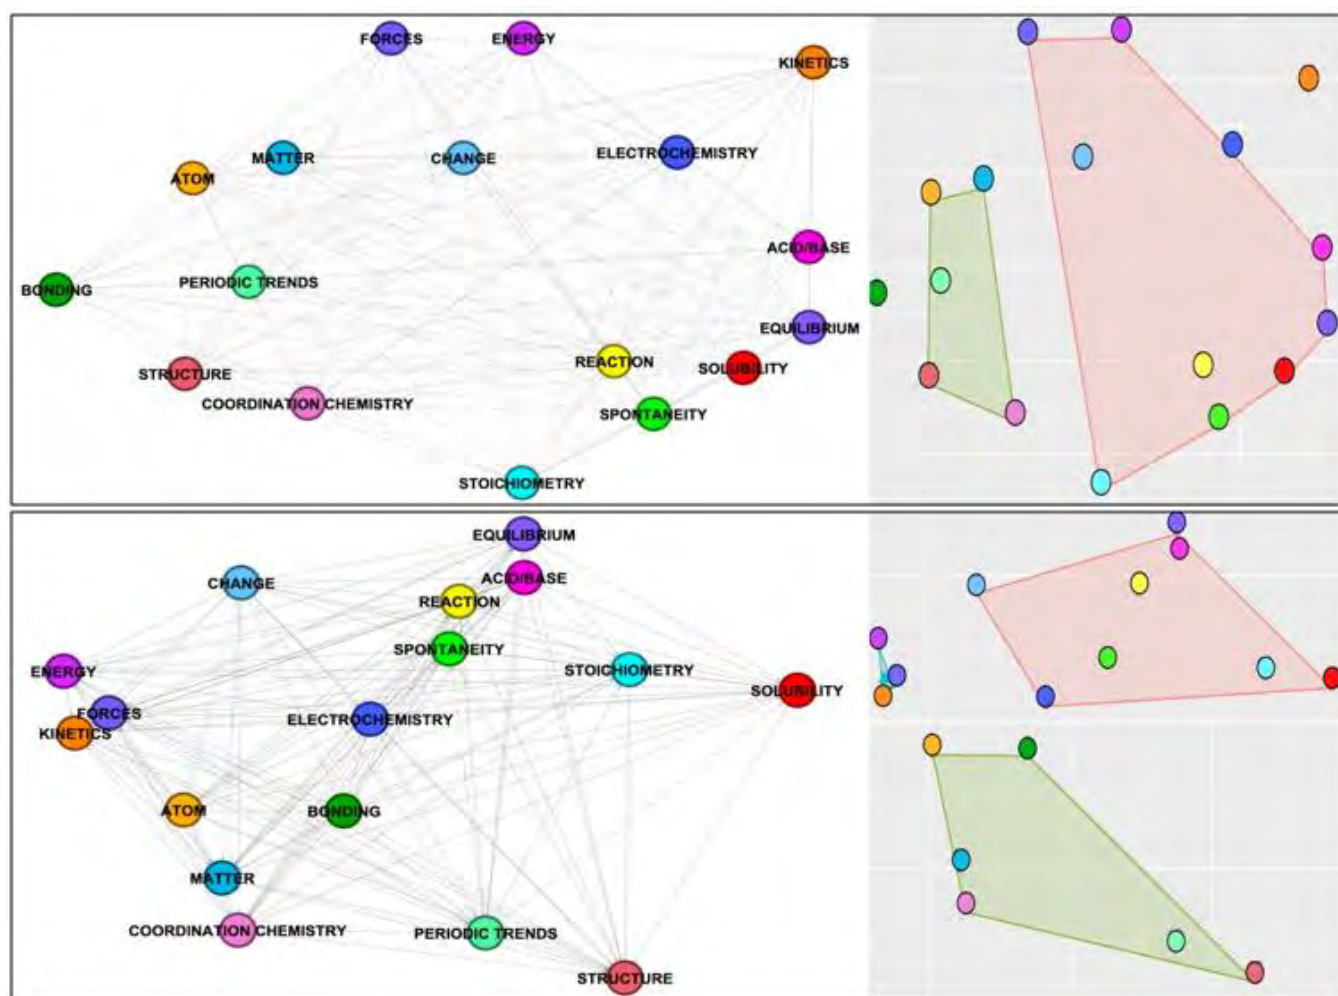 FORCES
ENERGY
KINETICS
MATTER
CHANGE
ELECTROCHEMISTRY
ATOM
ACID/BASE
BONDING
PERIODIC TRENDS
EQUILIBRIUM
STRUCTURE
REACTION
SOLUBILITY
COORDINATION CHEMISTRY
SPONTANEITY
STOICHIOMETRY
EQUILIBRIUM
CHANGE
ACID/BASE
REACTION
SPONTANEITY
ENERGY
STOICHIOMETRY
SOLUBILITY
FORCES
ELECTROCHEMISTRY
KINETICS
ATOM
BONDING
MATTER
COORDINATION CHEMISTRY
PERIODIC TRENDS
STRUCTURE